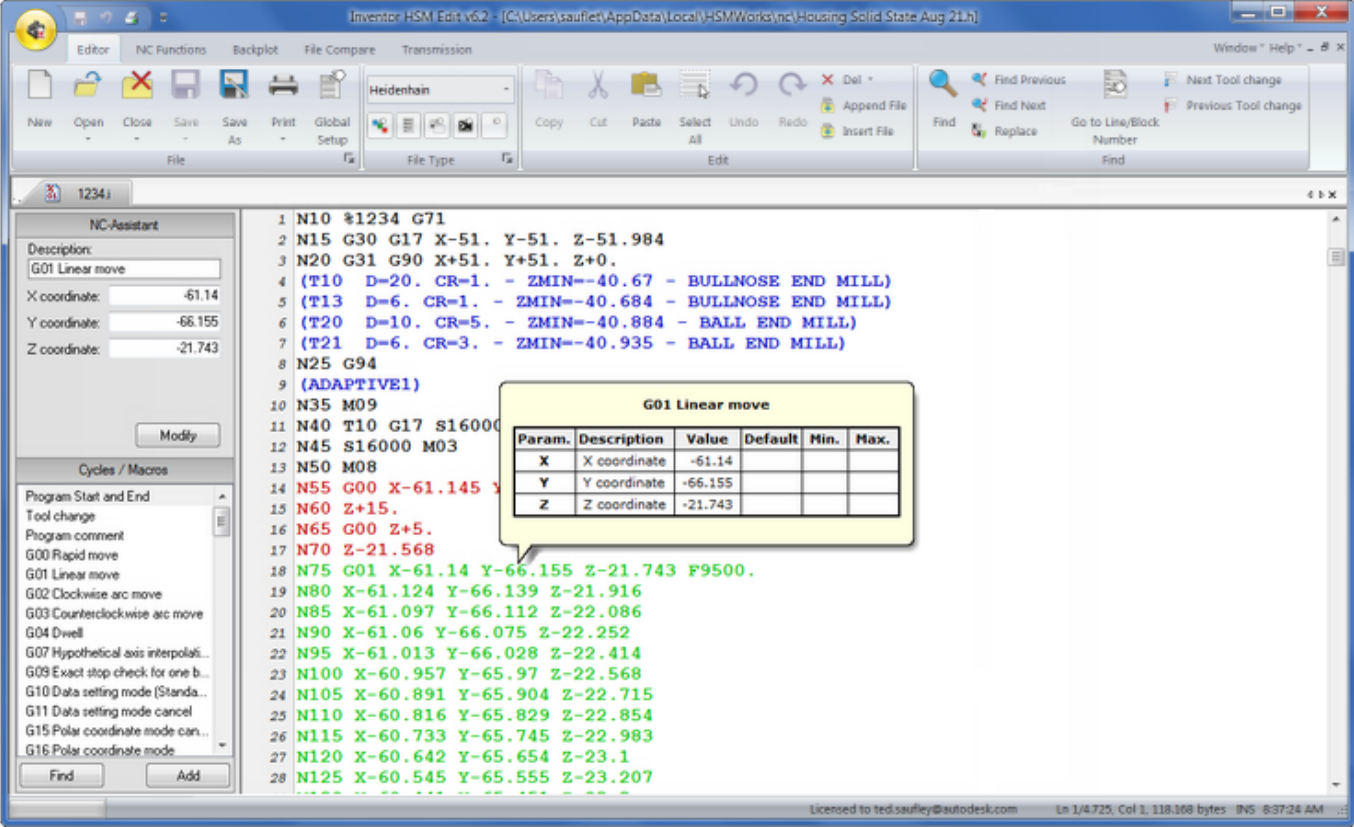 Inventor HSM Edit v6.2 - [C:\Users\sauflet\AppData\Local\HSMWorks\nc\Housing Solid State Aug 21.h]
Editor NC Functions Backplot File Compare Transmission Window Help
New Open Close Save Save As Print Global Setup
File
Heidenhain
File Type
Copy Cut Paste Select All Undo Redo
Del
Append File
Insert File
Edit
Find
Find Previous
Find Next
Replace
Go to Line/Block Number
Next Tool change
Previous Tool change
Find
1234.i
NC-Assistant
Description:
G01 Linear move
X coordinate: -61.14
Y coordinate: -66.155
Z coordinate: -21.743
Modify
Cycles / Macros
Program Start and End
Tool change
Program comment
G00 Rapid move
G01 Linear move
G02 Clockwise arc move
G03 Counterclockwise arc move
G04 Dwell
G07 Hypothetical axis interpolati...
G09 Exact stop check for one b...
G10 Data setting mode (Standa...
G11 Data setting mode cancel
G15 Polar coordinate mode can...
G16 Polar coordinate mode
Find Add
1 N10 %1234 G71
2 N15 G30 G17 X-51. Y-51. Z-51.984
3 N20 G31 G90 X+51. Y+51. Z+0.
4 (T10 D=20. CR=1. - ZMIN=-40.67 - BULLNOSE END MILL)
5 (T13 D=6. CR=1. - ZMIN=-40.684 - BULLNOSE END MILL)
6 (T20 D=10. CR=5. - ZMIN=-40.884 - BALL END MILL)
7 (T21 D=6. CR=3. - ZMIN=-40.935 - BALL END MILL)
8 N25 G94
9 (ADAPTIVE1)
10 N35 M09
11 N40 T10 G17 S16000
12 N45 S16000 M03
13 N50 M08
14 N55 G00 X-61.145
15 N60 Z+15.
16 N65 G00 Z+5.
17 N70 Z-21.568
18 N75 G01 X-61.14 Y-66.155 Z-21.743 F9500.
19 N80 X-61.124 Y-66.139 Z-21.916
20 N85 X-61.097 Y-66.112 Z-22.086
21 N90 X-61.06 Y-66.075 Z-22.252
22 N95 X-61.013 Y-66.028 Z-22.414
23 N100 X-60.957 Y-65.97 Z-22.568
24 N105 X-60.891 Y-65.904 Z-22.715
25 N110 X-60.816 Y-65.829 Z-22.854
26 N115 X-60.733 Y-65.745 Z-22.983
27 N120 X-60.642 Y-65.654 Z-23.1
28 N125 X-60.545 Y-65.555 Z-23.207
G01 Linear move
Param. Description Value Default Min. Max.
X X coordinate -61.14
Y Y coordinate -66.155
Z Z coordinate -21.743
Licensed to ted.saufley@autodesk.com Ln 1/4.725, Col 1, 118.168 bytes INS 8:37:24 AM